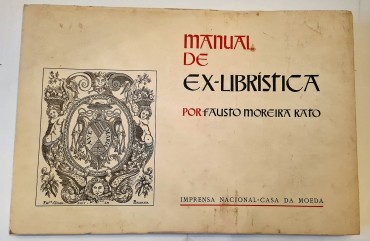 MANUAL
DE
EX-LIBRÍSTICA
POR FAUSTO MOREIRA RATO
IMPRENSA NACIONAL-CASA DA MOEDA